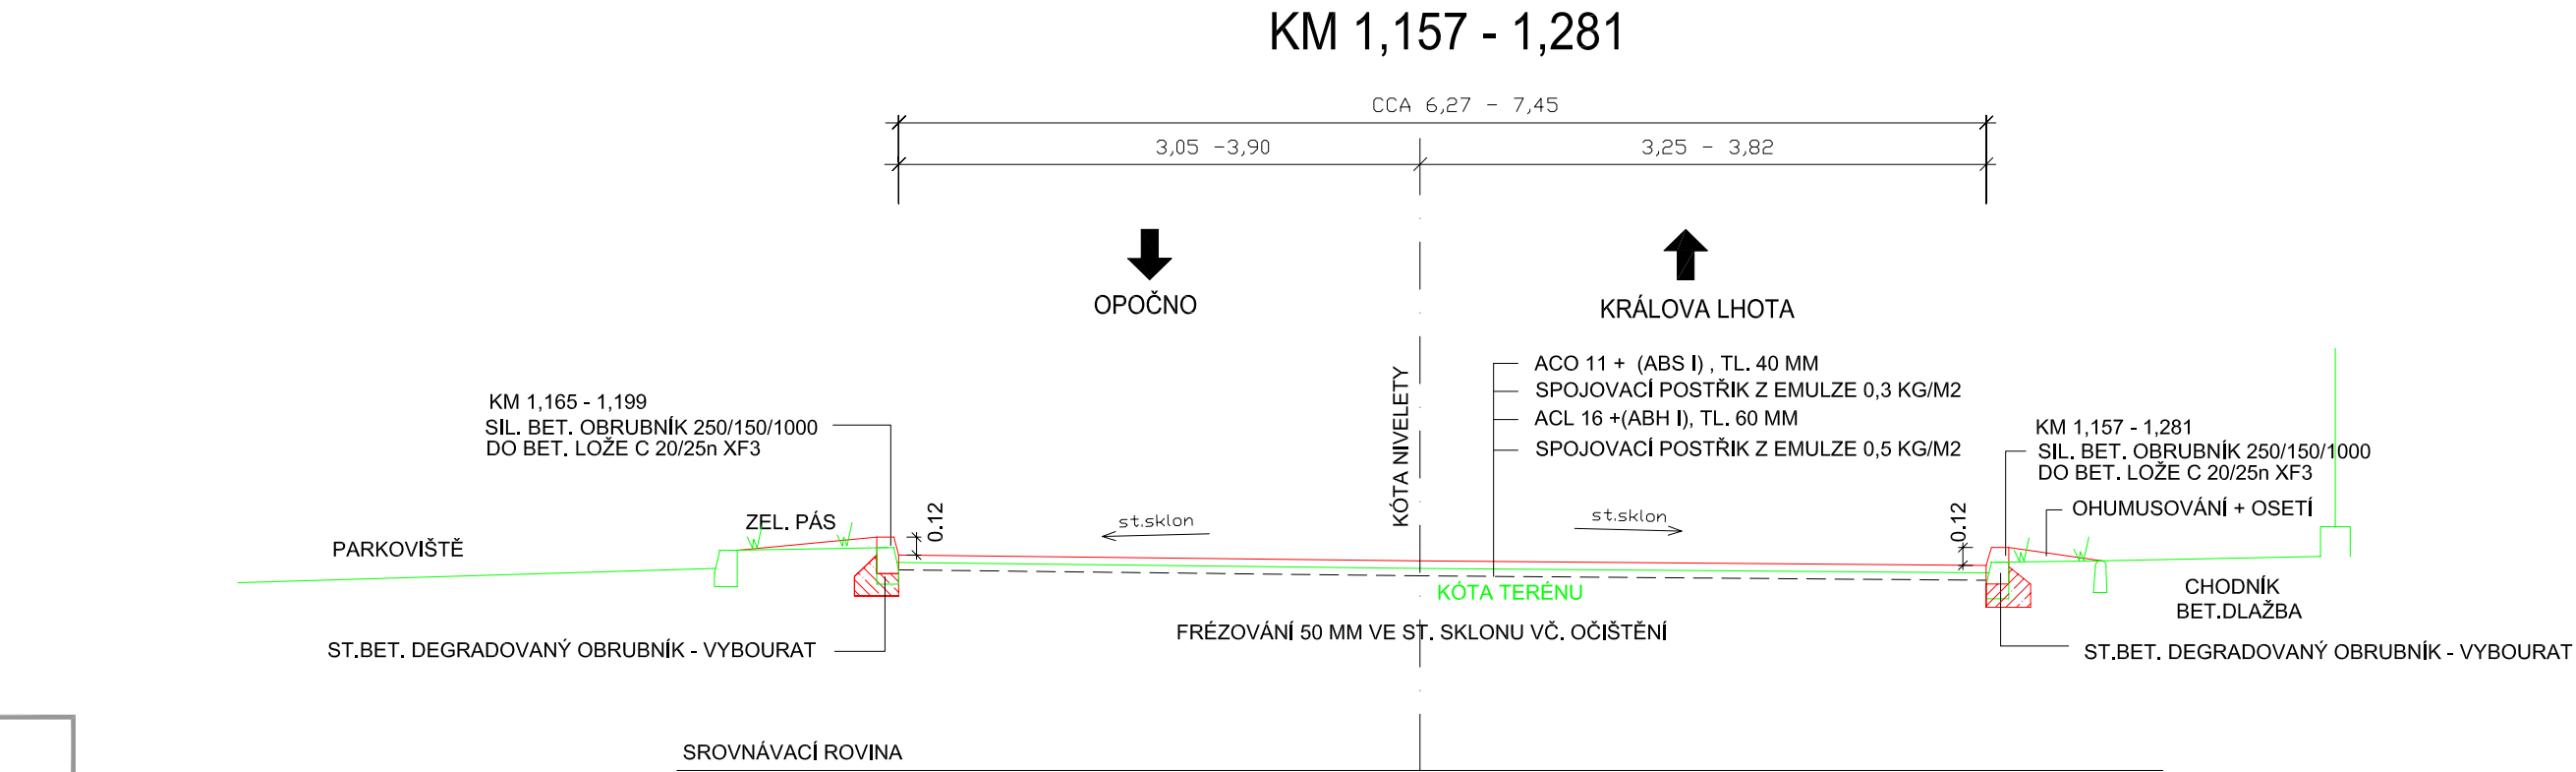 KM 1,157 - 1,281
CCA 6,27 - 7,45
3,05 -3,90
3,25 - 3,82
OPOČNO
KRÁLOVA LHOTA
ACO 11 + (ABS I) , TL. 40 MM
SPOJOVACÍ POSTŘIK Z EMULZE 0,3 KG/M2
ACL 16 +(ABH I), TL. 60 MM
SPOJOVACÍ POSTŘIK Z EMULZE 0,5 KG/M2
KÓTA NIVELETY
KM 1,165 - 1,199
SIL. BET. OBRUBNÍK 250/150/1000
DO BET. LOŽE C 20/25n XF3
KM 1,157 - 1,281
SIL. BET. OBRUBNÍK 250/150/1000
DO BET. LOŽE C 20/25n XF3
OHUMUSOVÁNÍ + OSETÍ
ZEL. PÁS
PARKOVIŠTĚ
0.12
st.sklon
st.sklon
0.12
KÓTA TERÉNU
CHODNÍK
BET.DLAŽBA
FRÉZOVÁNÍ 50 MM VE ST. SKLONU VČ. OČIŠTĚNÍ
ST.BET. DEGRADOVANÝ OBRUBNÍK - VYBOURAT
ST.BET. DEGRADOVANÝ OBRUBNÍK - VYBOURAT
SROVNÁVACÍ ROVINA